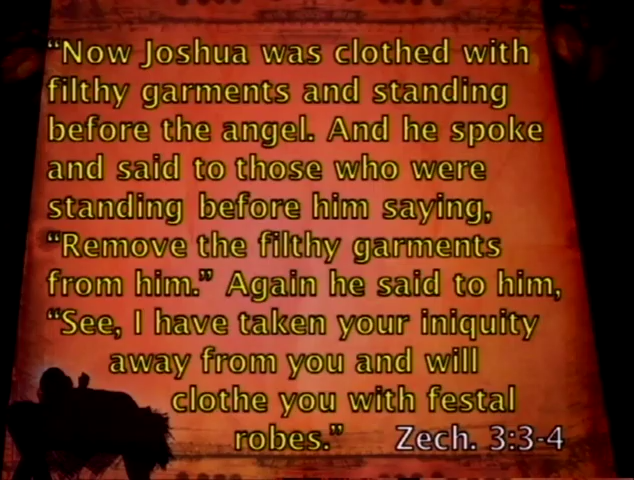 “Now Joshua was clothed with
filthy garments and standing
before the angel. And he spoke
and said to those who were
standing before him saying,
“Remove the filthy garments
from him.” Again he said to him,
“See, I have taken your iniquity
away from you and will
clothe you with festal
robes.” Zech. 3:3-4